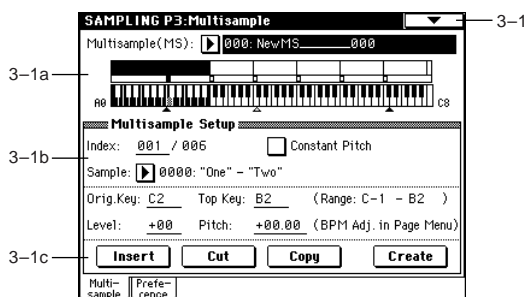 SAMPLING P3:Multisample
3–1
Multisample(MS): 000: NewMS_____000
3–1a
A0 C8
Multisample Setup
3–1b
Index: 001 / 006 Constant Pitch
Sample: 0000: "One" - "Two"
Orig.Key: C2 Top Key: B2 (Range: C-1 - B2 )
Level: +00 Pitch: +00.00 (BPM Adj. in Page Menu)
3–1c
Insert Cut Copy Create
Multi- Prefe-
sample rence